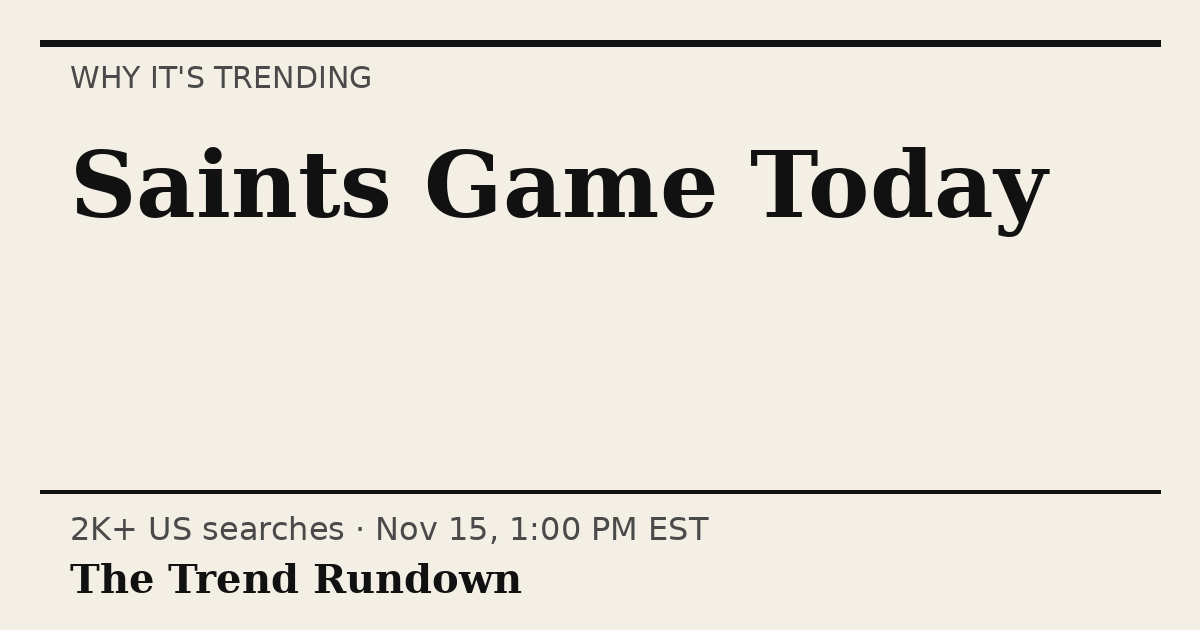 WHY IT'S TRENDING
Saints Game Today
2K+ US searches · Nov 15, 1:00 PM EST
The Trend Rundown